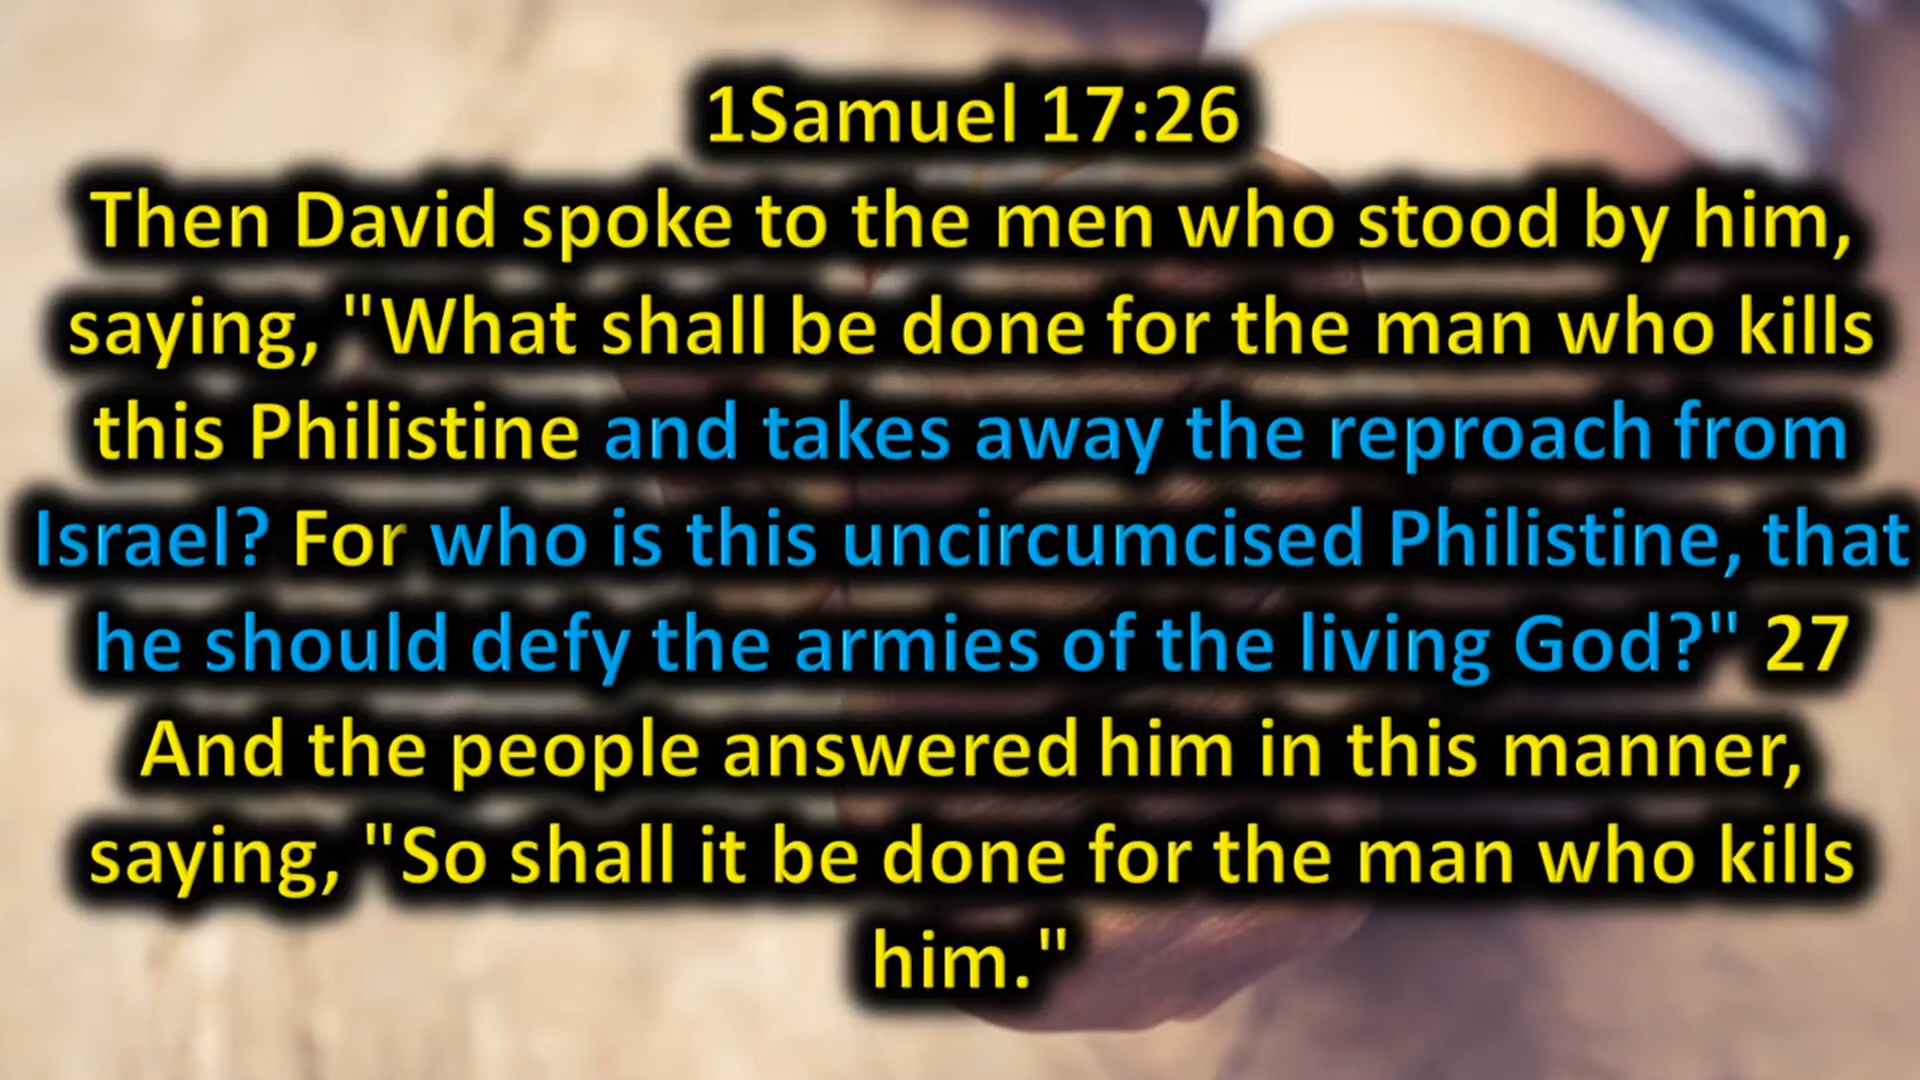 1Samuel 17:26
Then David spoke to the men who stood by him,
saying, "What shall be done for the man who kills
this Philistine and takes away the reproach from
Israel? For who is this uncircumcised Philistine, that
he should defy the armies of the living God?" 27
And the people answered him in this manner,
saying, "So shall it be done for the man who kills
him."